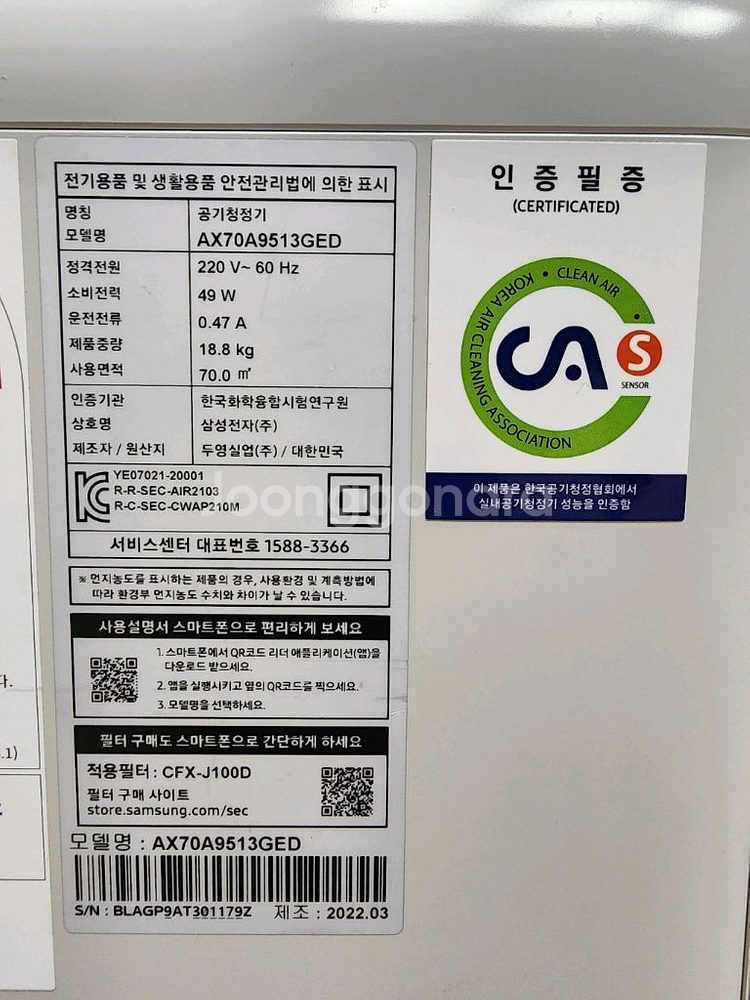 전기용품 및 생활용품 안전관리법에 의한 표시
명칭 공기청정기
모델명 AX70A9513GED
정격전원 220 V~ 60 Hz
소비전력 49 W
운전전류 0.47 A
제품중량 18.8 kg
사용면적 70.0 ㎡
인증기관 한국화학융합시험연구원
상호명 삼성전자(주)
제조자 / 원산지 두영실업(주) / 대한민국
YE07021-20001
R-R-SEC-AIR2103
R-C-SEC-CWAP210M
서비스센터 대표번호 1588-3366
※ 먼지농도를 표시하는 제품의 경우, 사용환경 및 계측방법에
따라 환경부 먼지농도 수치와 차이가 날 수 있습니다.
사용설명서 스마트폰으로 편리하게 보세요
1. 스마트폰에서 QR코드 리더 애플리케이션(앱)을
다운로드 받으세요.
2. 앱을 실행시키고 옆의 QR코드를 찍으세요.
3. 모델명을 선택하세요.
필터 구매도 스마트폰으로 간단하게 하세요
적용필터 : CFX-J100D
필터 구매 사이트
store.samsung.com/sec
모델명 : AX70A9513GED
S/N : BLAGP9AT301179Z 제조 : 2022.03
인증필증
(CERTIFICATED)
KOREA AIR CLEANING ASSOCIATION • CLEAN AIR •
CA
S
SENSOR
이 제품은 한국공기청정협회에서
실내공기청정기 성능을 인증함
joonggonara
다.
.1)